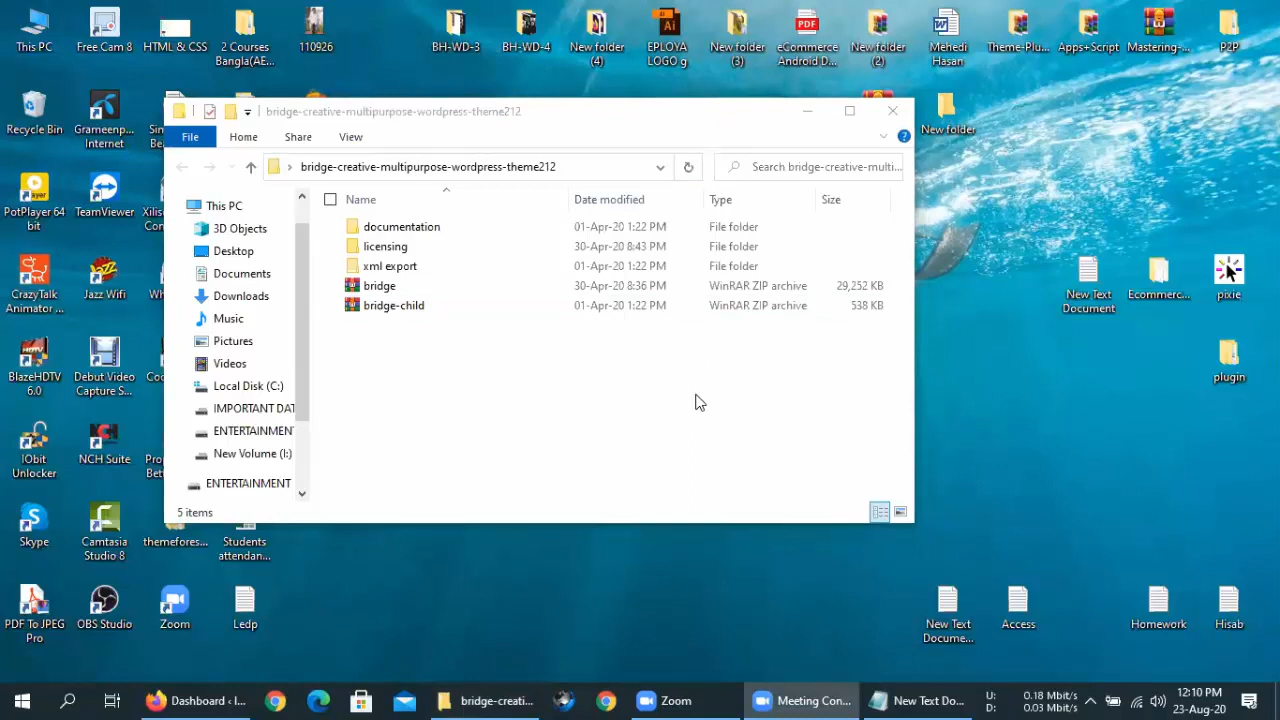 This PC
Free Cam 8
HTML & CSS
2 Courses
Bangla(AE...
110926
BH-WD-3
BH-WD-4
New folder
(4)
EPLOYA
LOGO g
New folder
(3)
eCommerce
Android D...
New folder
(2)
Mehedi
Hasan
Theme-Plu...
Apps+Script
Mastering-...
P2P
Recycle Bin
Grameenp...
Internet
New folder
bridge-creative-multipurpose-wordpress-theme212
File
Home
Share
View
bridge-creative-multipurpose-wordpress-theme212
Search bridge-creative-multi...
PotPlayer 64
bit
TeamViewer
This PC
3D Objects
Desktop
Documents
Downloads
Music
Pictures
Videos
Local Disk (C:)
IMPORTANT DAT
ENTERTAINMEN
New Volume (I:)
ENTERTAINMENT
Name
Date modified
Type
Size
documentation
01-Apr-20 1:22 PM
File folder
licensing
30-Apr-20 8:43 PM
File folder
xml export
01-Apr-20 1:22 PM
File folder
bridge
30-Apr-20 8:36 PM
WinRAR ZIP archive
29,252 KB
bridge-child
01-Apr-20 1:22 PM
WinRAR ZIP archive
538 KB
5 items
CrazyTalk
Animator ...
Jazz Wifi
New Text
Document
Ecommerc...
pixie
BlazeHDTV
6.0
Debut Video
Capture S...
plugin
IObit
Unlocker
NCH Suite
Skype
Camtasia
Studio 8
themefores...
Students
attendan...
PDF To JPEG
Pro
OBS Studio
Zoom
Ledp
New Text
Docume...
Access
Homework
Hisab
Dashboard ‹ I...
bridge-creati...
Zoom
Meeting Con...
New Text Do...
U:
D:
0.18 Mbit/s
0.03 Mbit/s
12:10 PM
23-Aug-20